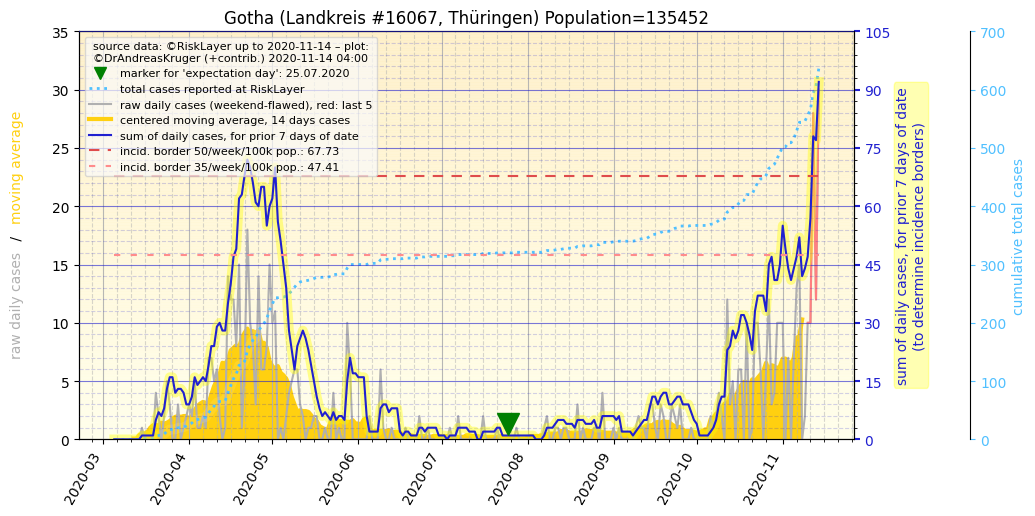 Gotha (Landkreis #16067, Thüringen) Population=135452
source data: ©RiskLayer up to 2020-11-14 – plot:
©DrAndreasKruger (+contrib.) 2020-11-14 04:00
marker for 'expectation day': 25.07.2020
total cases reported at RiskLayer
raw daily cases (weekend-flawed), red: last 5
centered moving average, 14 days cases
sum of daily cases, for prior 7 days of date
incid. border 50/week/100k pop.: 67.73
incid. border 35/week/100k pop.: 47.41
raw daily cases / moving average
35
30
25
20
15
10
5
0
2020-03
2020-04
2020-05
2020-06
2020-07
2020-08
2020-09
2020-10
2020-11
105
90
75
60
45
30
15
0
sum of daily cases, for prior 7 days of date
(to determine incidence borders)
700
600
500
400
300
200
100
0
cumulative total cases